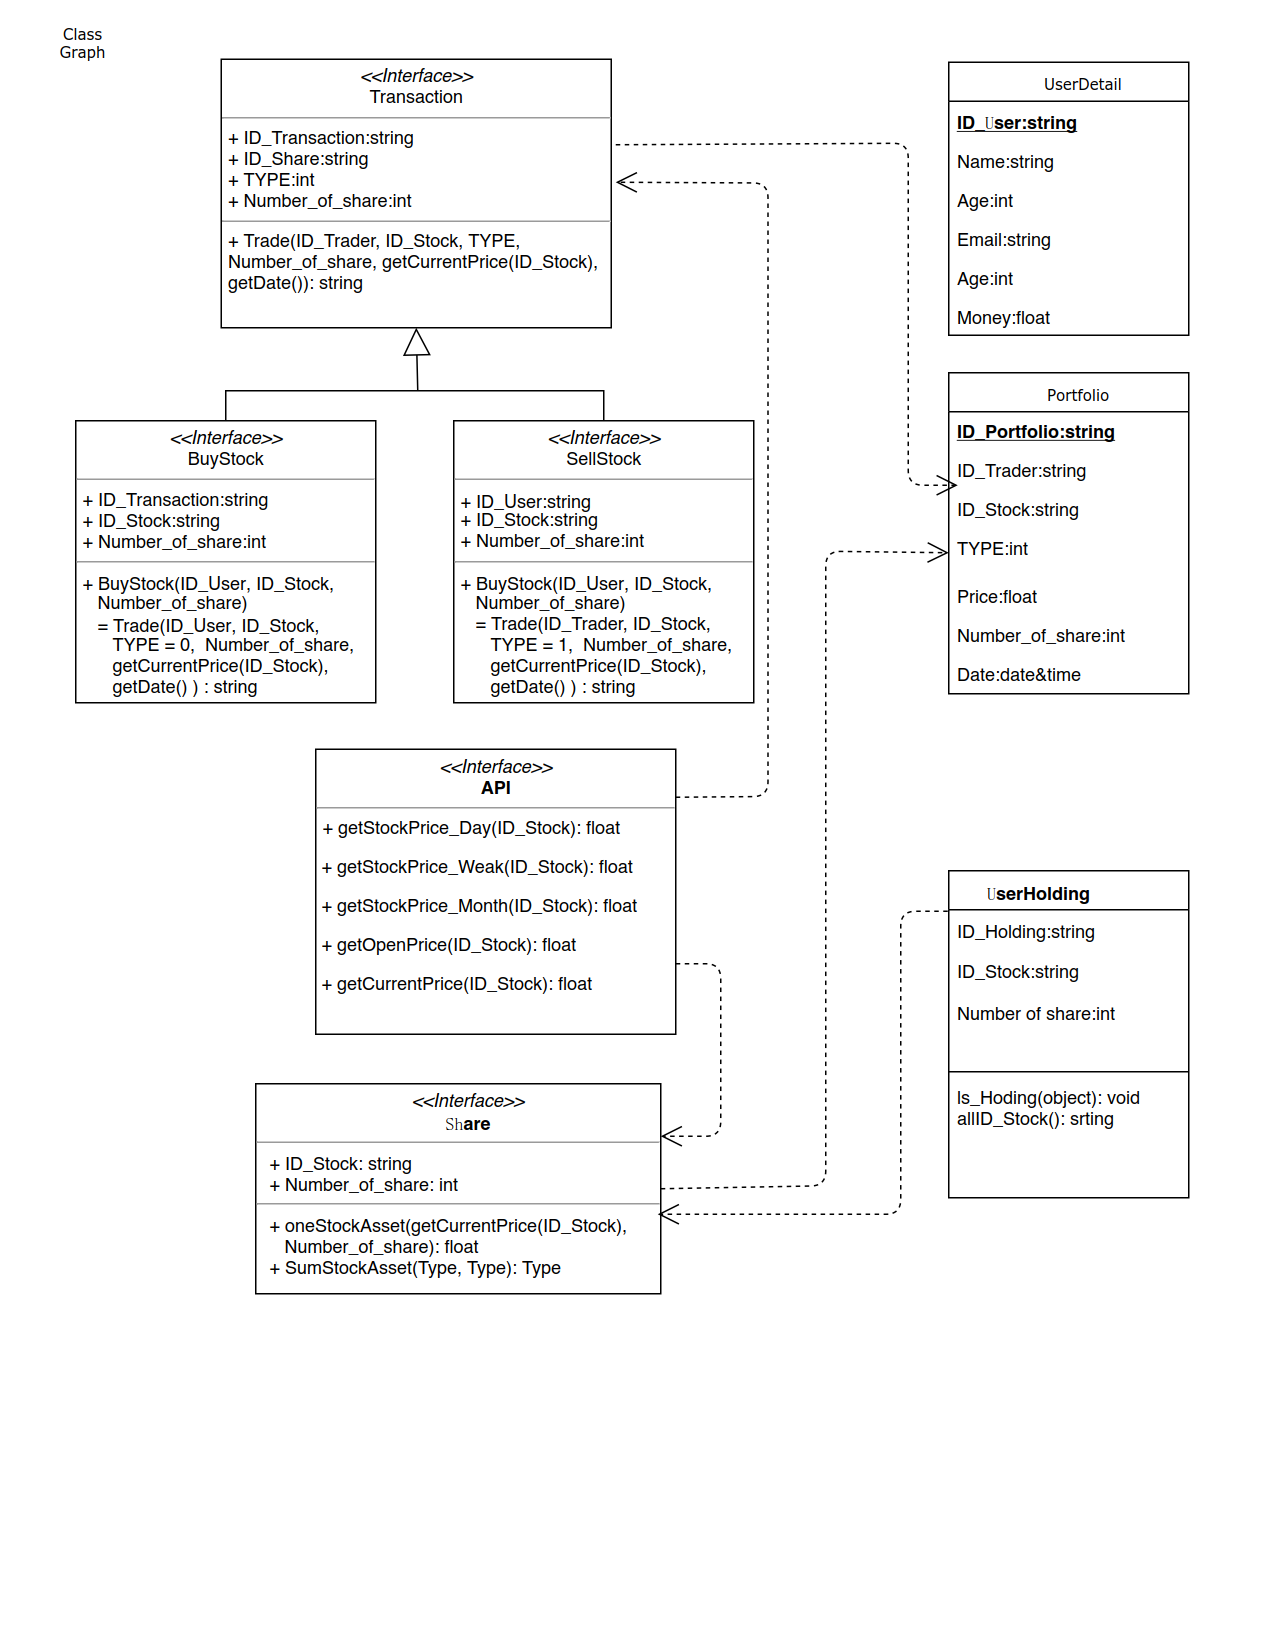 Class
Graph
<<Interface>>
Transaction
+ ID_Transaction:string
+ ID_Share:string
+ TYPE:int
+ Number_of_share:int
+ Trade(ID_Trader, ID_Stock, TYPE,
Number_of_share, getCurrentPrice(ID_Stock),
getDate()): string
<<Interface>>
BuyStock
+ ID_Transaction:string
+ ID_Stock:string
+ Number_of_share:int
+ BuyStock(ID_User, ID_Stock,
Number_of_share)
= Trade(ID_User, ID_Stock,
TYPE = 0, Number_of_share,
getCurrentPrice(ID_Stock),
getDate() ) : string
<<Interface>>
SellStock
+ ID_User:string
+ ID_Stock:string
+ Number_of_share:int
+ BuyStock(ID_User, ID_Stock,
Number_of_share)
= Trade(ID_Trader, ID_Stock,
TYPE = 1, Number_of_share,
getCurrentPrice(ID_Stock),
getDate() ) : string
<<Interface>>
API
+ getStockPrice_Day(ID_Stock): float
+ getStockPrice_Weak(ID_Stock): float
+ getStockPrice_Month(ID_Stock): float
+ getOpenPrice(ID_Stock): float
+ getCurrentPrice(ID_Stock): float
<<Interface>>
Share
+ ID_Stock: string
+ Number_of_share: int
+ oneStockAsset(getCurrentPrice(ID_Stock),
Number_of_share): float
+ SumStockAsset(Type, Type): Type
UserDetail
ID_User:string
Name:string
Age:int
Email:string
Age:int
Money:float
Portfolio
ID_Portfolio:string
ID_Trader:string
ID_Stock:string
TYPE:int
Price:float
Number_of_share:int
Date:date&time
UserHolding
ID_Holding:string
ID_Stock:string
Number of share:int
ls_Hoding(object): void
allID_Stock(): srting